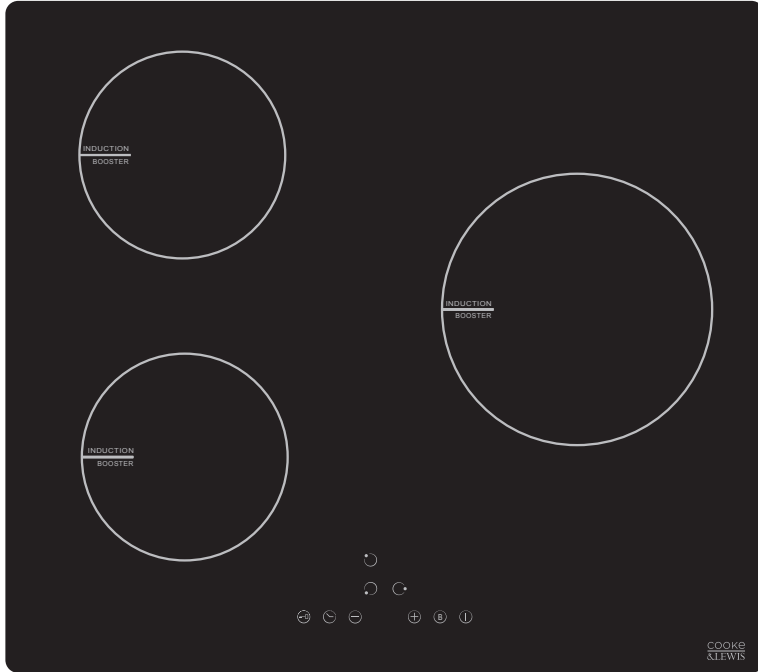 INDUCTION
BOOSTER
INDUCTION
BOOSTER
INDUCTION
BOOSTER
B
cooke
&LEWIS